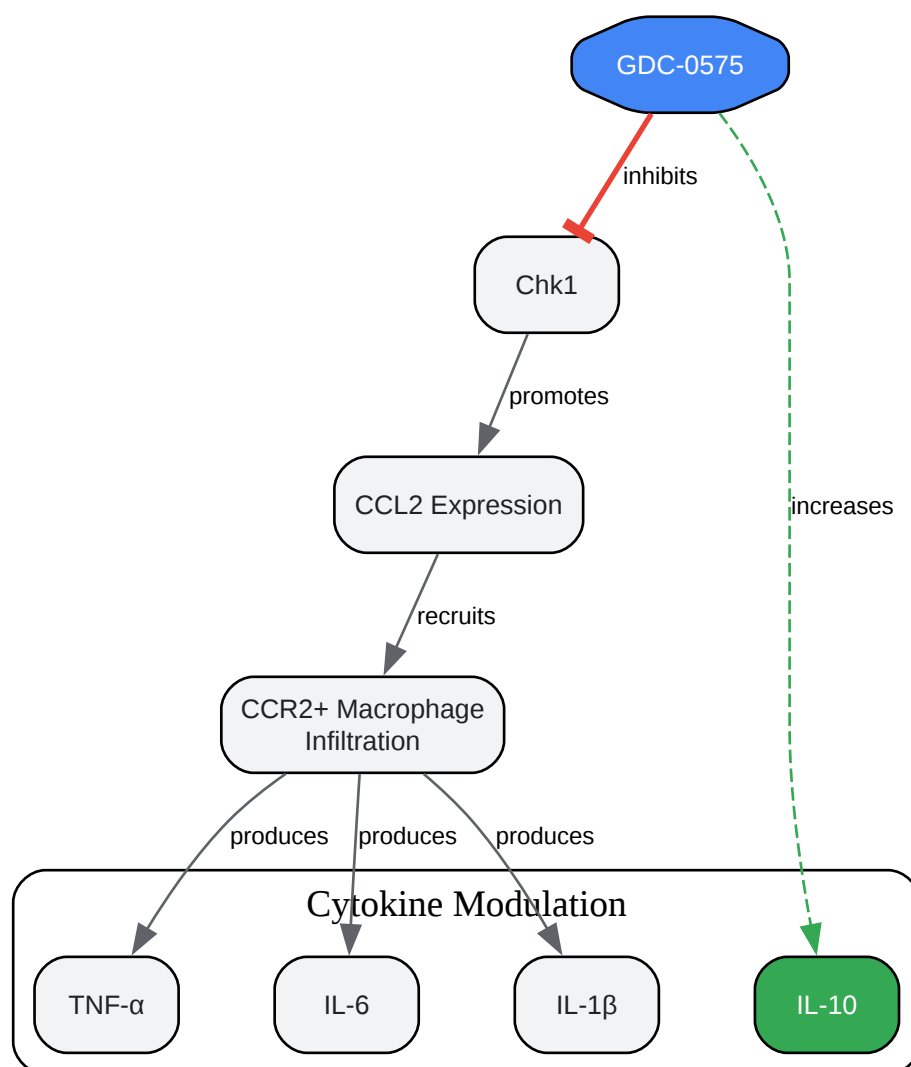 GDC-0575
inhibits
Chk1
promotes
CCL2 Expression
increases
recruits
CCR2+ Macrophage
Infiltration
produces
produces
produces
Cytokine Modulation
TNF-α
IL-6
IL-1β
IL-10